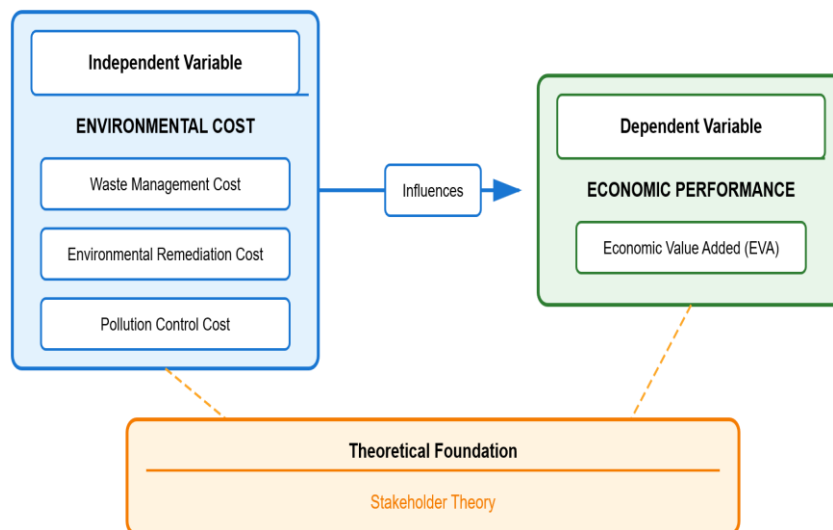 Independent Variable
ENVIRONMENTAL COST
Waste Management Cost
Environmental Remediation Cost
Pollution Control Cost
Influences
Dependent Variable
ECONOMIC PERFORMANCE
Economic Value Added (EVA)
Theoretical Foundation
Stakeholder Theory